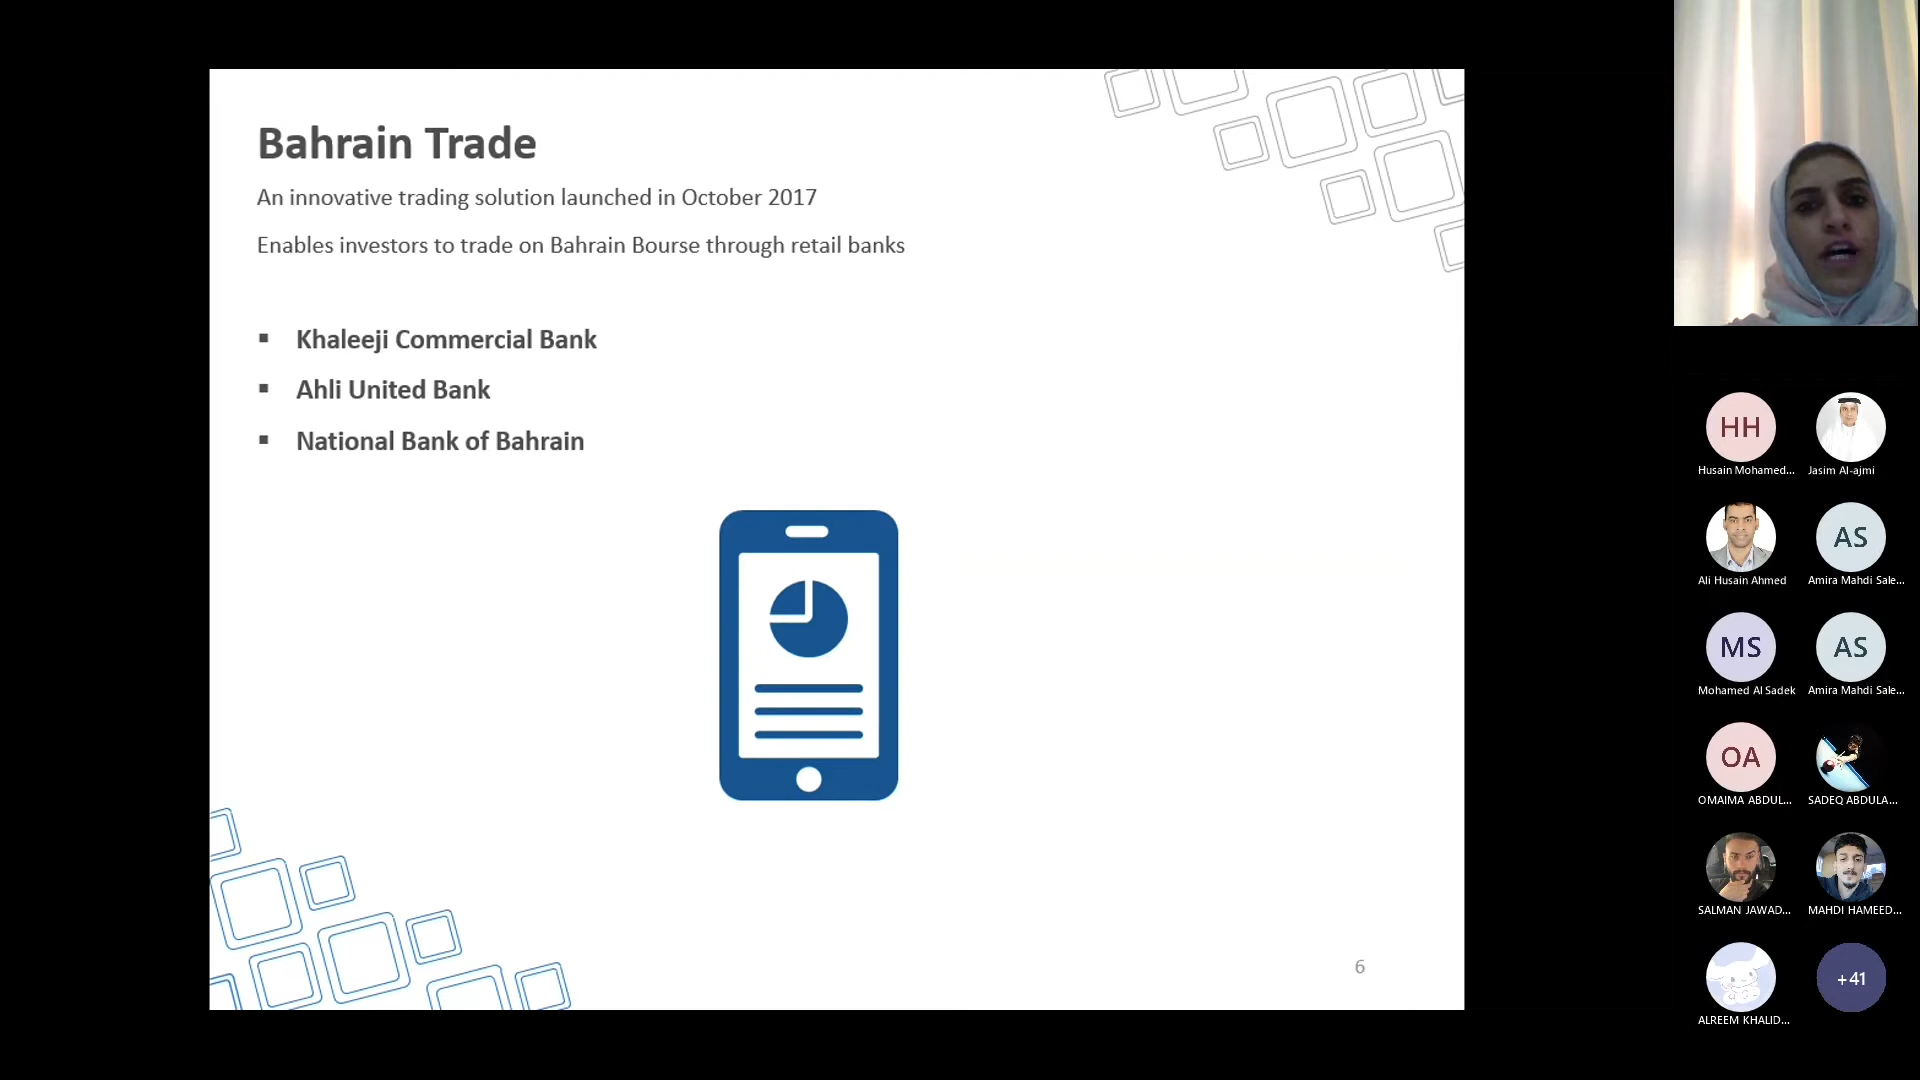 Bahrain Trade
An innovative trading solution launched in October 2017
Enables investors to trade on Bahrain Bourse through retail banks
▪ Khaleeji Commercial Bank
▪ Ahli United Bank
▪ National Bank of Bahrain
6
HH
Husain Mohamed...
Jasim Al-ajmi
Ali Husain Ahmed
AS
Amira Mahdi Sale...
MS
Mohamed Al Sadek
AS
Amira Mahdi Sale...
OA
OMAIMA ABDUL...
SADEQ ABDULA...
SALMAN JAWAD...
MAHDI HAMEED...
ALREEM KHALID...
+41